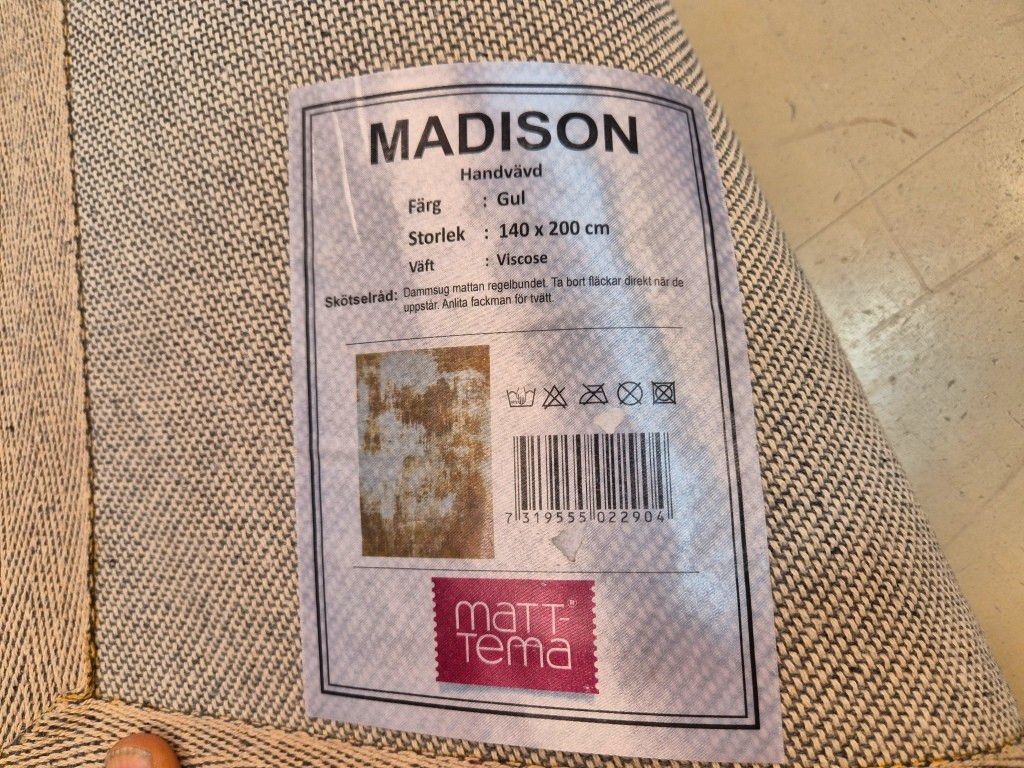 MADISON
Handvävd
Färg : Gul
Storlek : 140 x 200 cm
Väft : Viscose
Skötselråd: Dammsug mattan regelbundet. Ta bort fläckar direkt när de
uppstår. Anlita fackman för tvätt.
7 319555 022904
maTT-
Tema